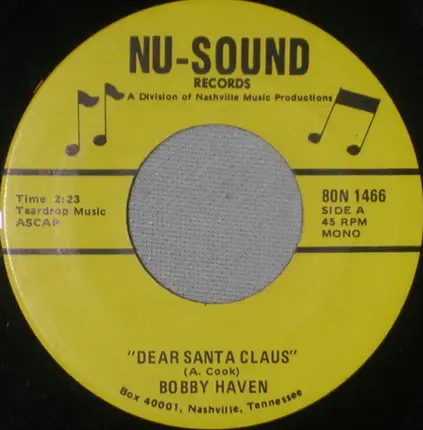 NU-SOUND
RECORDS
A Division of Nashville Music Productions
Time 2:23
Teardrop Music
ASCAP
80N 1466
SIDE A
45 RPM
MONO
"DEAR SANTA CLAUS"
(A. Cook)
BOBBY HAVEN
Box 40001, Nashville, Tennessee